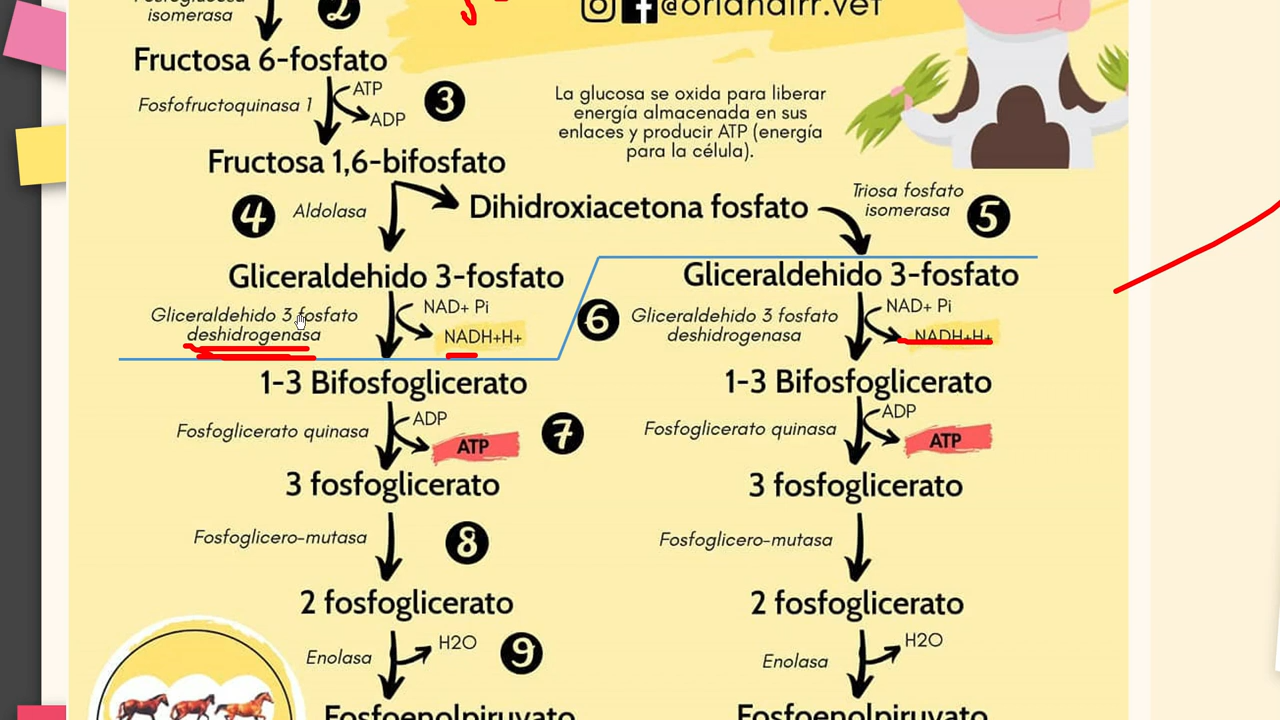 isomerasa
2
@orlandirr.vet
Fructosa 6-fosfato
Fosfofructoquinasa 1
ATP
ADP
3
La glucosa se oxida para liberar
energía almacenada en sus
enlaces y producir ATP (energía
para la célula).
Fructosa 1,6-bifosfato
4
Aldolasa
Dihidroxiacetona fosfato
Triosa fosfato
isomerasa
5
Gliceraldehido 3-fosfato
Gliceraldehido 3-fosfato
Gliceraldehido 3 fosfato
deshidrogenasa
NAD+ Pi
NADH+H+
6
Gliceraldehido 3 fosfato
deshidrogenasa
NAD+ Pi
NADH+H+
1-3 Bifosfoglicerato
1-3 Bifosfoglicerato
Fosfoglicerato quinasa
ADP
ATP
7
Fosfoglicerato quinasa
ADP
ATP
3 fosfoglicerato
3 fosfoglicerato
Fosfoglicero-mutasa
8
Fosfoglicero-mutasa
2 fosfoglicerato
2 fosfoglicerato
Enolasa
H2O
9
Enolasa
H2O
Fosfoenolpiruvato
Fosfoenolpiruvato